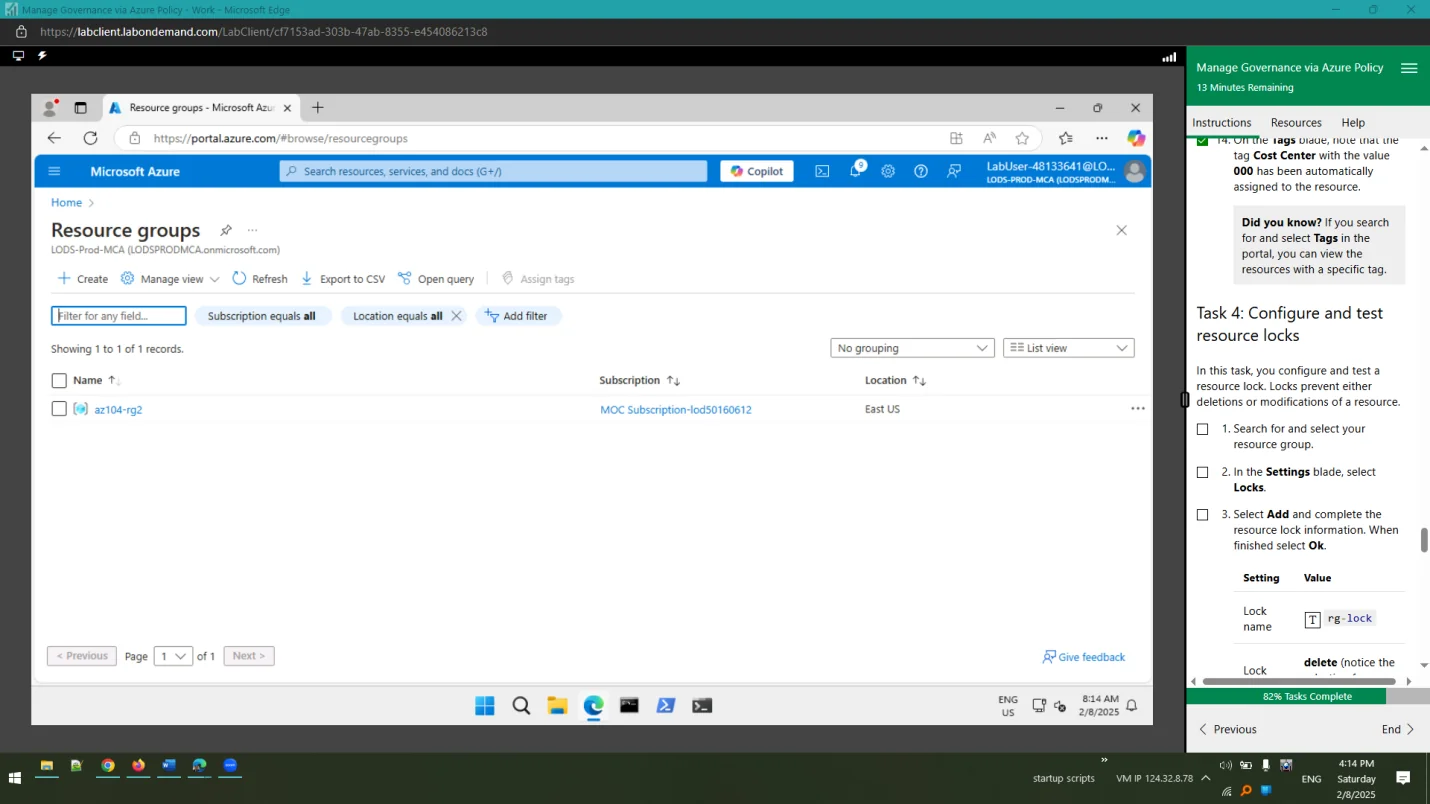 Manage Governance via Azure Policy - Work - Microsoft Edge
https://labclient.labondemand.com/LabClient/cf7153ad-303b-47ab-8355-e454086213c8
Resource groups - Microsoft Azu
https://portal.azure.com/#browse/resourcegroups
Microsoft Azure
Search resources, services, and docs (G+/)
Copilot
9
LabUser-48133641@LO...
LODS-PROD-MCA (LODSPRODM...
Home
Resource groups
LODS-Prod-MCA (LODSPRODMCA.onmicrosoft.com)
Create
Manage view
Refresh
Export to CSV
Open query
Assign tags
Filter for any field...
Subscription equals all
Location equals all
Add filter
Showing 1 to 1 of 1 records.
No grouping
List view
Name
Subscription
Location
az104-rg2
MOC Subscription-lod50160612
East US
< Previous
Page
1
of 1
Next >
Give feedback
ENG
US
8:14 AM
2/8/2025
Manage Governance via Azure Policy
13 Minutes Remaining
Instructions
Resources
Help
14. On the Tags blade, note that the
tag Cost Center with the value
000 has been automatically
assigned to the resource.
Did you know? If you search
for and select Tags in the
portal, you can view the
resources with a specific tag.
Task 4: Configure and test
resource locks
In this task, you configure and test a
resource lock. Locks prevent either
deletions or modifications of a resource.
1. Search for and select your
resource group.
2. In the Settings blade, select
Locks.
3. Select Add and complete the
resource lock information. When
finished select Ok.
Setting
Value
Lock
name
T
rg-lock
Lock
delete (notice the
82% Tasks Complete
Previous
End
startup scripts
VM IP 124.32.8.78
ENG
4:14 PM
Saturday
2/8/2025